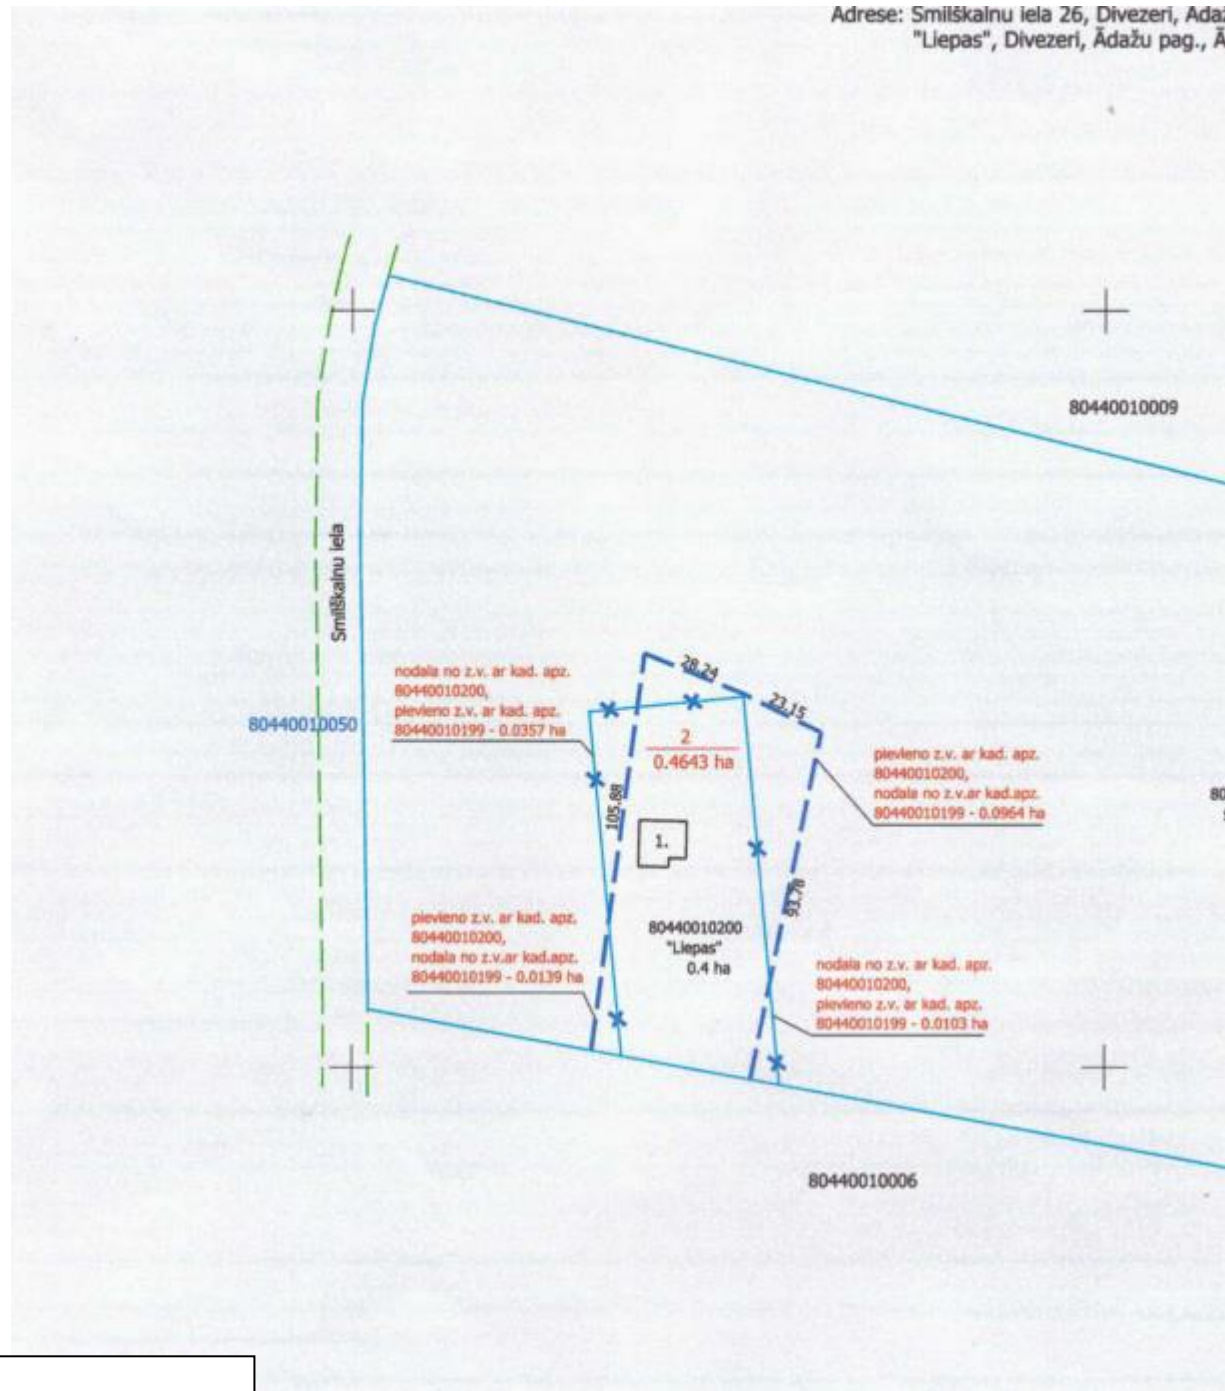 Adrese: Smilškalnu iela 26, Divezeri, Ādaž
"Liepas", Divezeri, Ādažu pag., Ā
80440010009
Smilškalnu iela
28.24
nodala no z.v. ar kad. apz.
80440010200,
pievieno z.v. ar kad. apz.
80440010199 - 0.0357 ha
23.15
80440010050
2
0.4643 ha
pievieno z.v. ar kad. apz.
80440010200,
nodala no z.v.ar kad.apz.
80440010199 - 0.0964 ha
80
105.88
1.
93.78
pievieno z.v. ar kad. apz.
80440010200,
nodala no z.v.ar kad.apz.
80440010199 - 0.0139 ha
80440010200
"Liepas"
0.4 ha
nodala no z.v. ar kad. apz.
80440010200,
pievieno z.v. ar kad. apz.
80440010199 - 0.0103 ha
80440010006